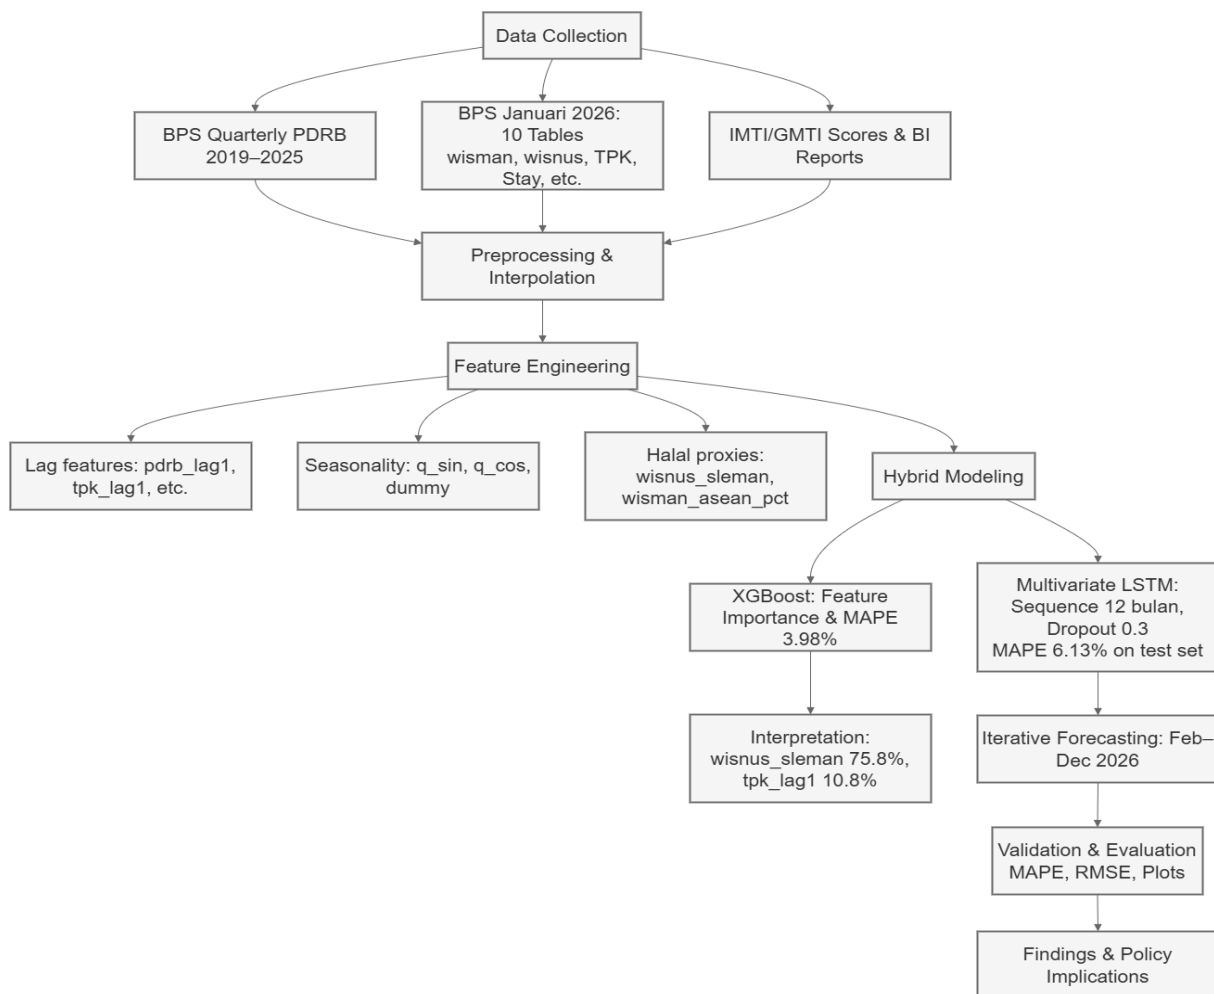 Data Collection
BPS Quarterly PDRB
2019–2025
BPS Januari 2026:
10 Tables
wisman, wisnus, TPK,
Stay, etc.
IMTI/GMTI Scores & BI
Reports
Preprocessing &
Interpolation
Feature Engineering
Lag features: pdrb_lag1,
tpk_lag1, etc.
Seasonality: q_sin, q_cos,
dummy
Halal proxies:
wisnus_sleman,
wisman_asean_pct
Hybrid Modeling
XGBoost: Feature
Importance & MAPE
3.98%
Multivariate LSTM:
Sequence 12 bulan,
Dropout 0.3
MAPE 6.13% on test set
Interpretation:
wisnus_sleman 75.8%,
tpk_lag1 10.8%
Iterative Forecasting: Feb–
Dec 2026
Validation & Evaluation
MAPE, RMSE, Plots
Findings & Policy
Implications